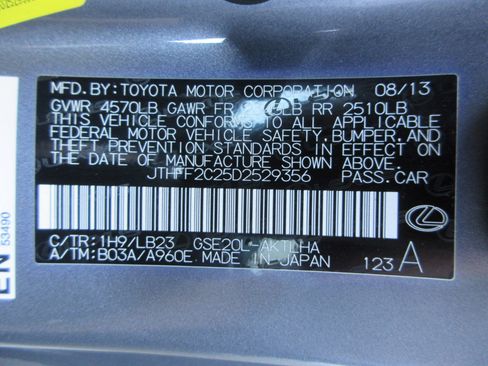 MFD. BY: TOYOTA MOTOR CORPORATION 08/13
GVWR 4570LB GAWR FR LB RR 2510LB
THIS VEHICLE CONFORMS TO ALL APPLICABLE
FEDERAL MOTOR VEHICLE SAFETY, BUMPER, AND
THEFT PREVENTION STANDARDS IN EFFECT ON
THE DATE OF MANUFACTURE SHOWN ABOVE.
JTHFF2C25D2529356 PASS. CAR
C/TR: 1H9/LB23 GSE20L-AKTLHA
A/TM: B03A/A960E MADE IN JAPAN
123 A
EN
53490